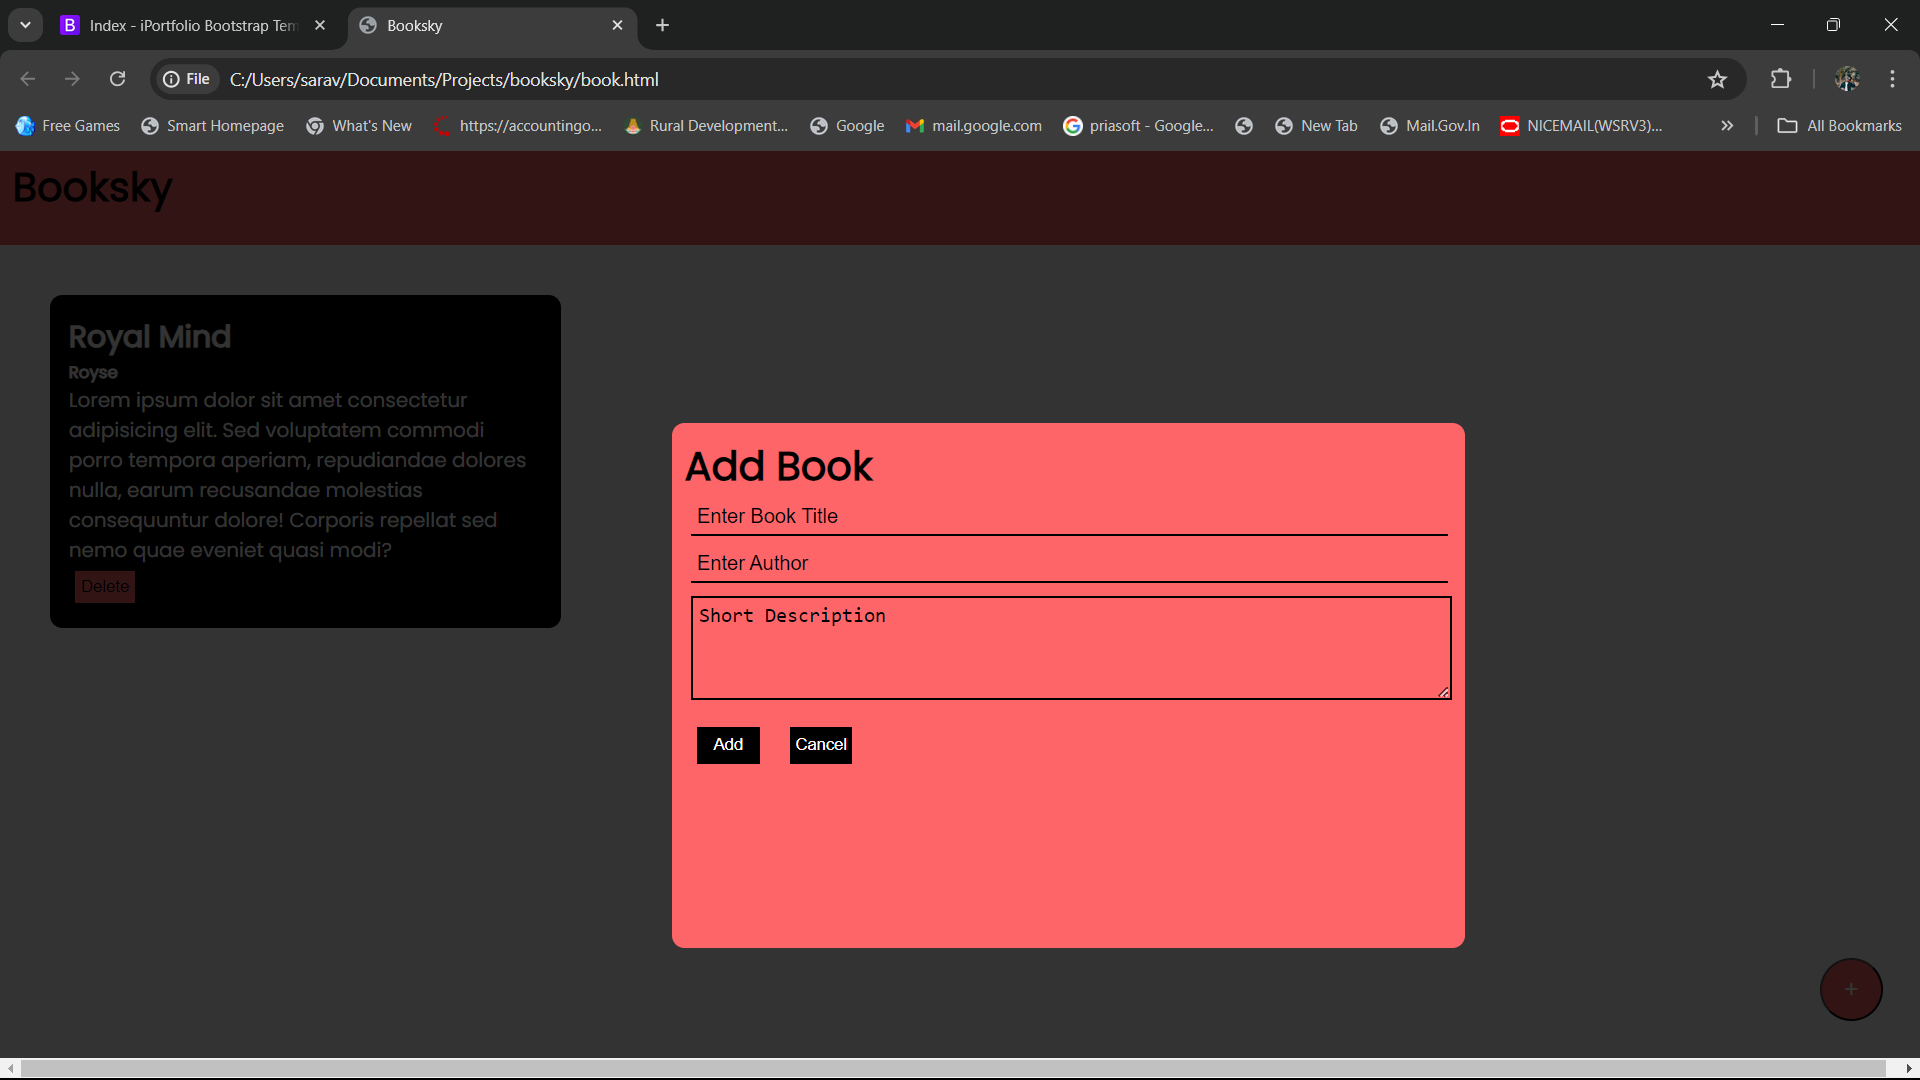 Index - iPortfolio Bootstrap Tem
Booksky
File
C:/Users/sarav/Documents/Projects/booksky/book.html
Free Games
Smart Homepage
What's New
https://accountingo...
Rural Development...
Google
mail.google.com
priasoft - Google...
New Tab
Mail.Gov.In
NICEMAIL(WSRV3)...
All Bookmarks
Booksky
Royal Mind
Royse
Lorem ipsum dolor sit amet consectetur
adipisicing elit. Sed voluptatem commodi
porro tempora aperiam, repudiandae dolores
nulla, earum recusandae molestias
consequuntur dolore! Corporis repellat sed
nemo quae eveniet quasi modi?
Delete
Add Book
Enter Book Title
Enter Author
Short Description
Add
Cancel
+